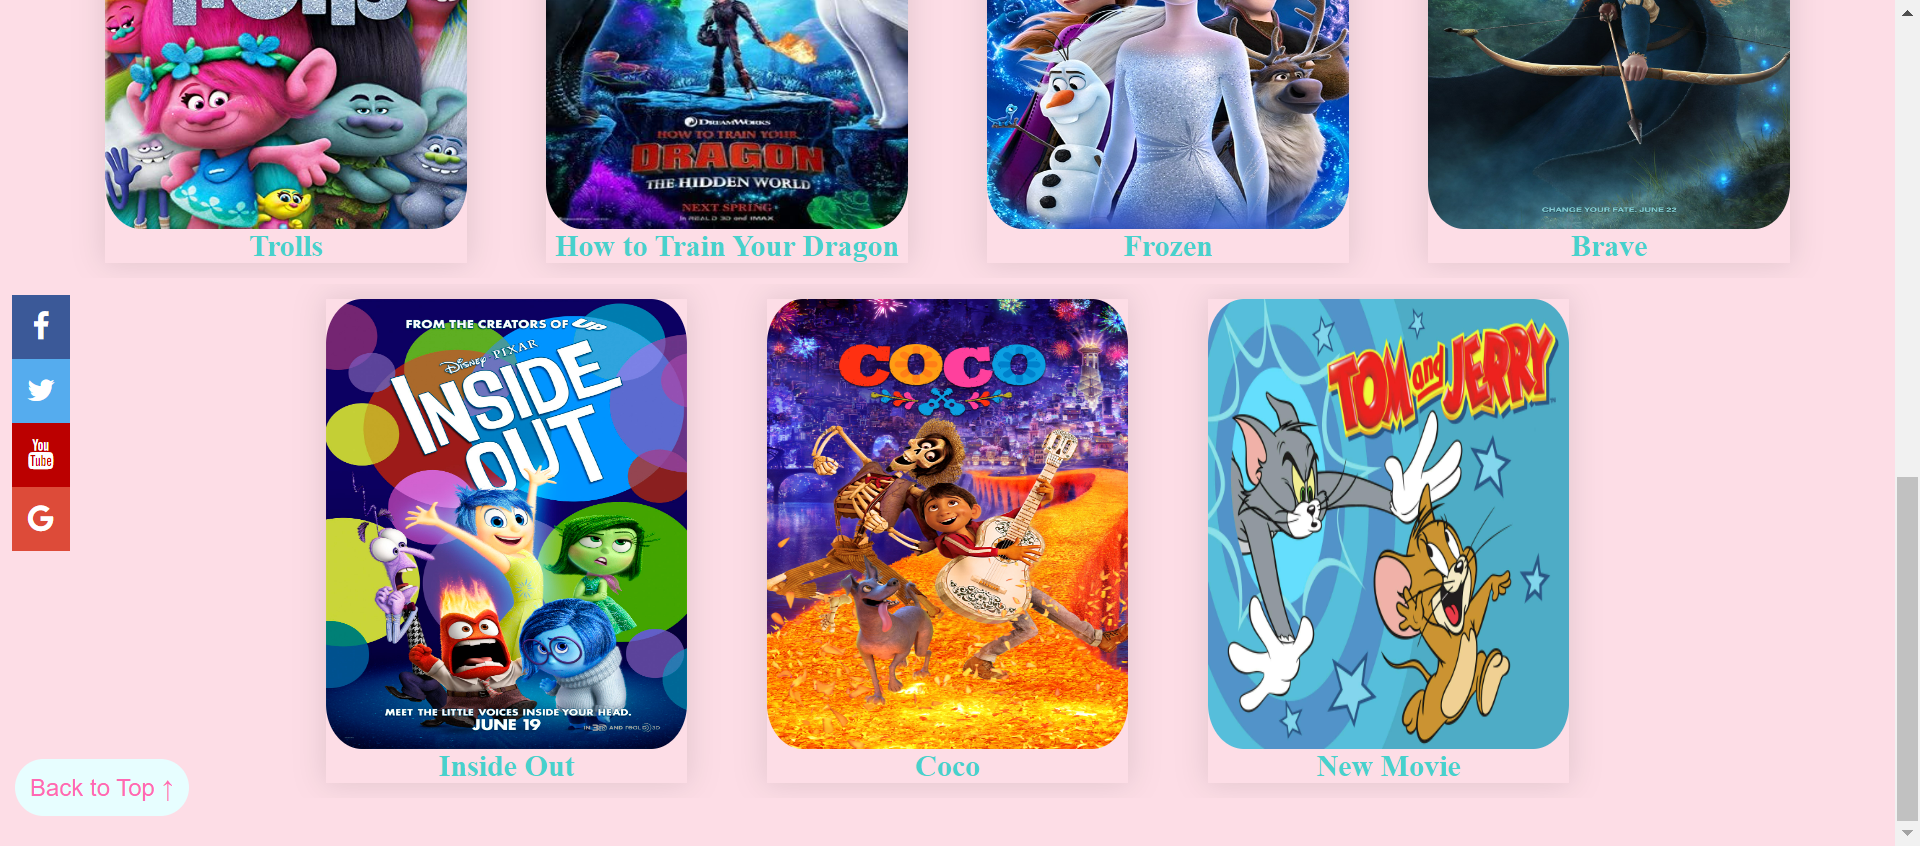 TROLLS
DREAMWORKS
HOW TO TRAIN YOUR
DRAGON
THE HIDDEN WORLD
NEXT SPRING
In REAL D 3D and IMAX
CHANGE YOUR FATE. JUNE 22
Trolls
How to Train Your Dragon
Frozen
Brave
f
You
Tube
G
FROM THE CREATORS OF UP
Disney · PIXAR
INSIDE
OUT
MEET THE LITTLE VOICES INSIDE YOUR HEAD.
JUNE 19
IN 3D AND REAL D 3D
COCO
TOM and JERRY
Inside Out
Coco
New Movie
Back to Top ↑